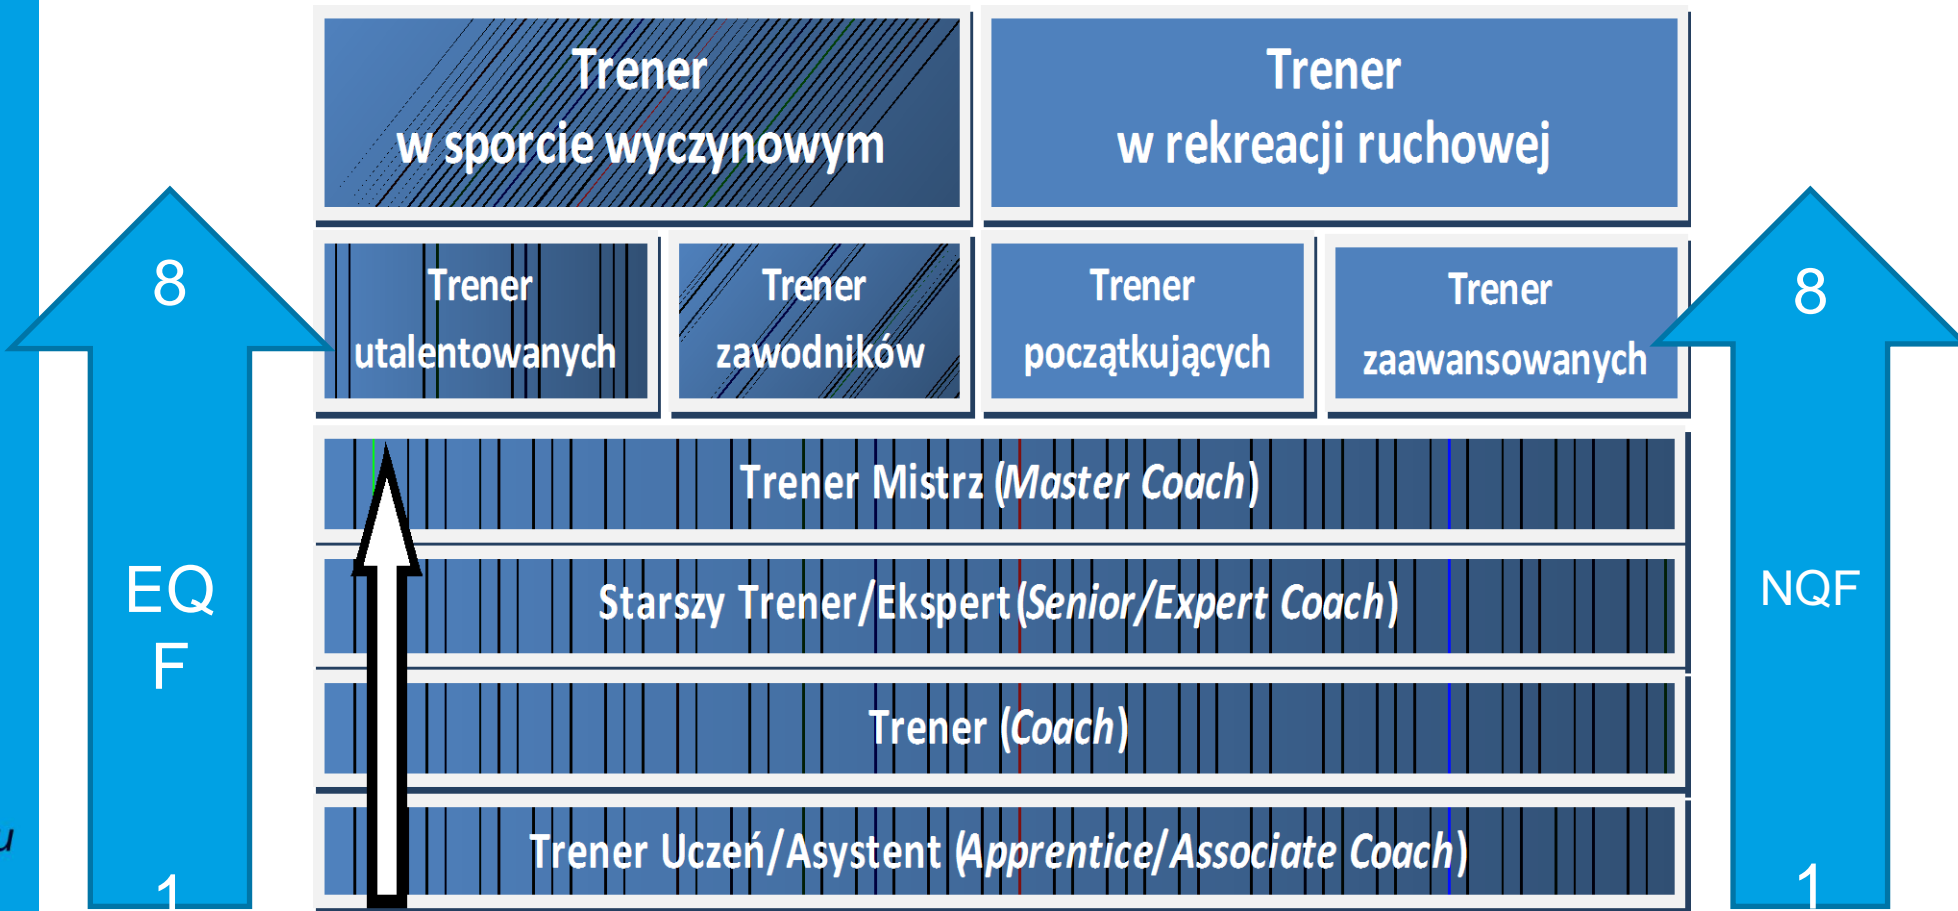 Trener
w sporcie wyczynowym
Trener
w rekreacji ruchowej
8
Trener
utalentowanych
Trener
zawodników
Trener
początkujących
Trener
zaawansowanych
8
Trener Mistrz (Master Coach)
EQ
F
Starszy Trener/Ekspert (Senior/Expert Coach)
NQF
Trener (Coach)
u
1
Trener Uczeń/Asystent (Apprentice/Associate Coach)
1